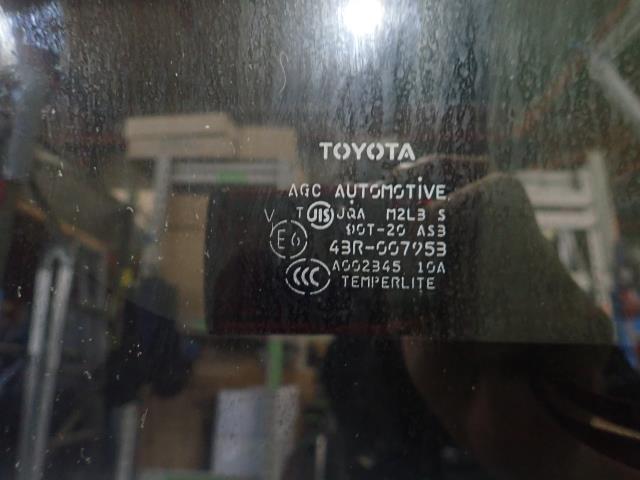 TOYOTA
AGC AUTOMOTIVE
V T JIS JQA M2L3 S
DOT-20 AS3
E6 43R-007953
CCC A002345 10A
TEMPERLITE